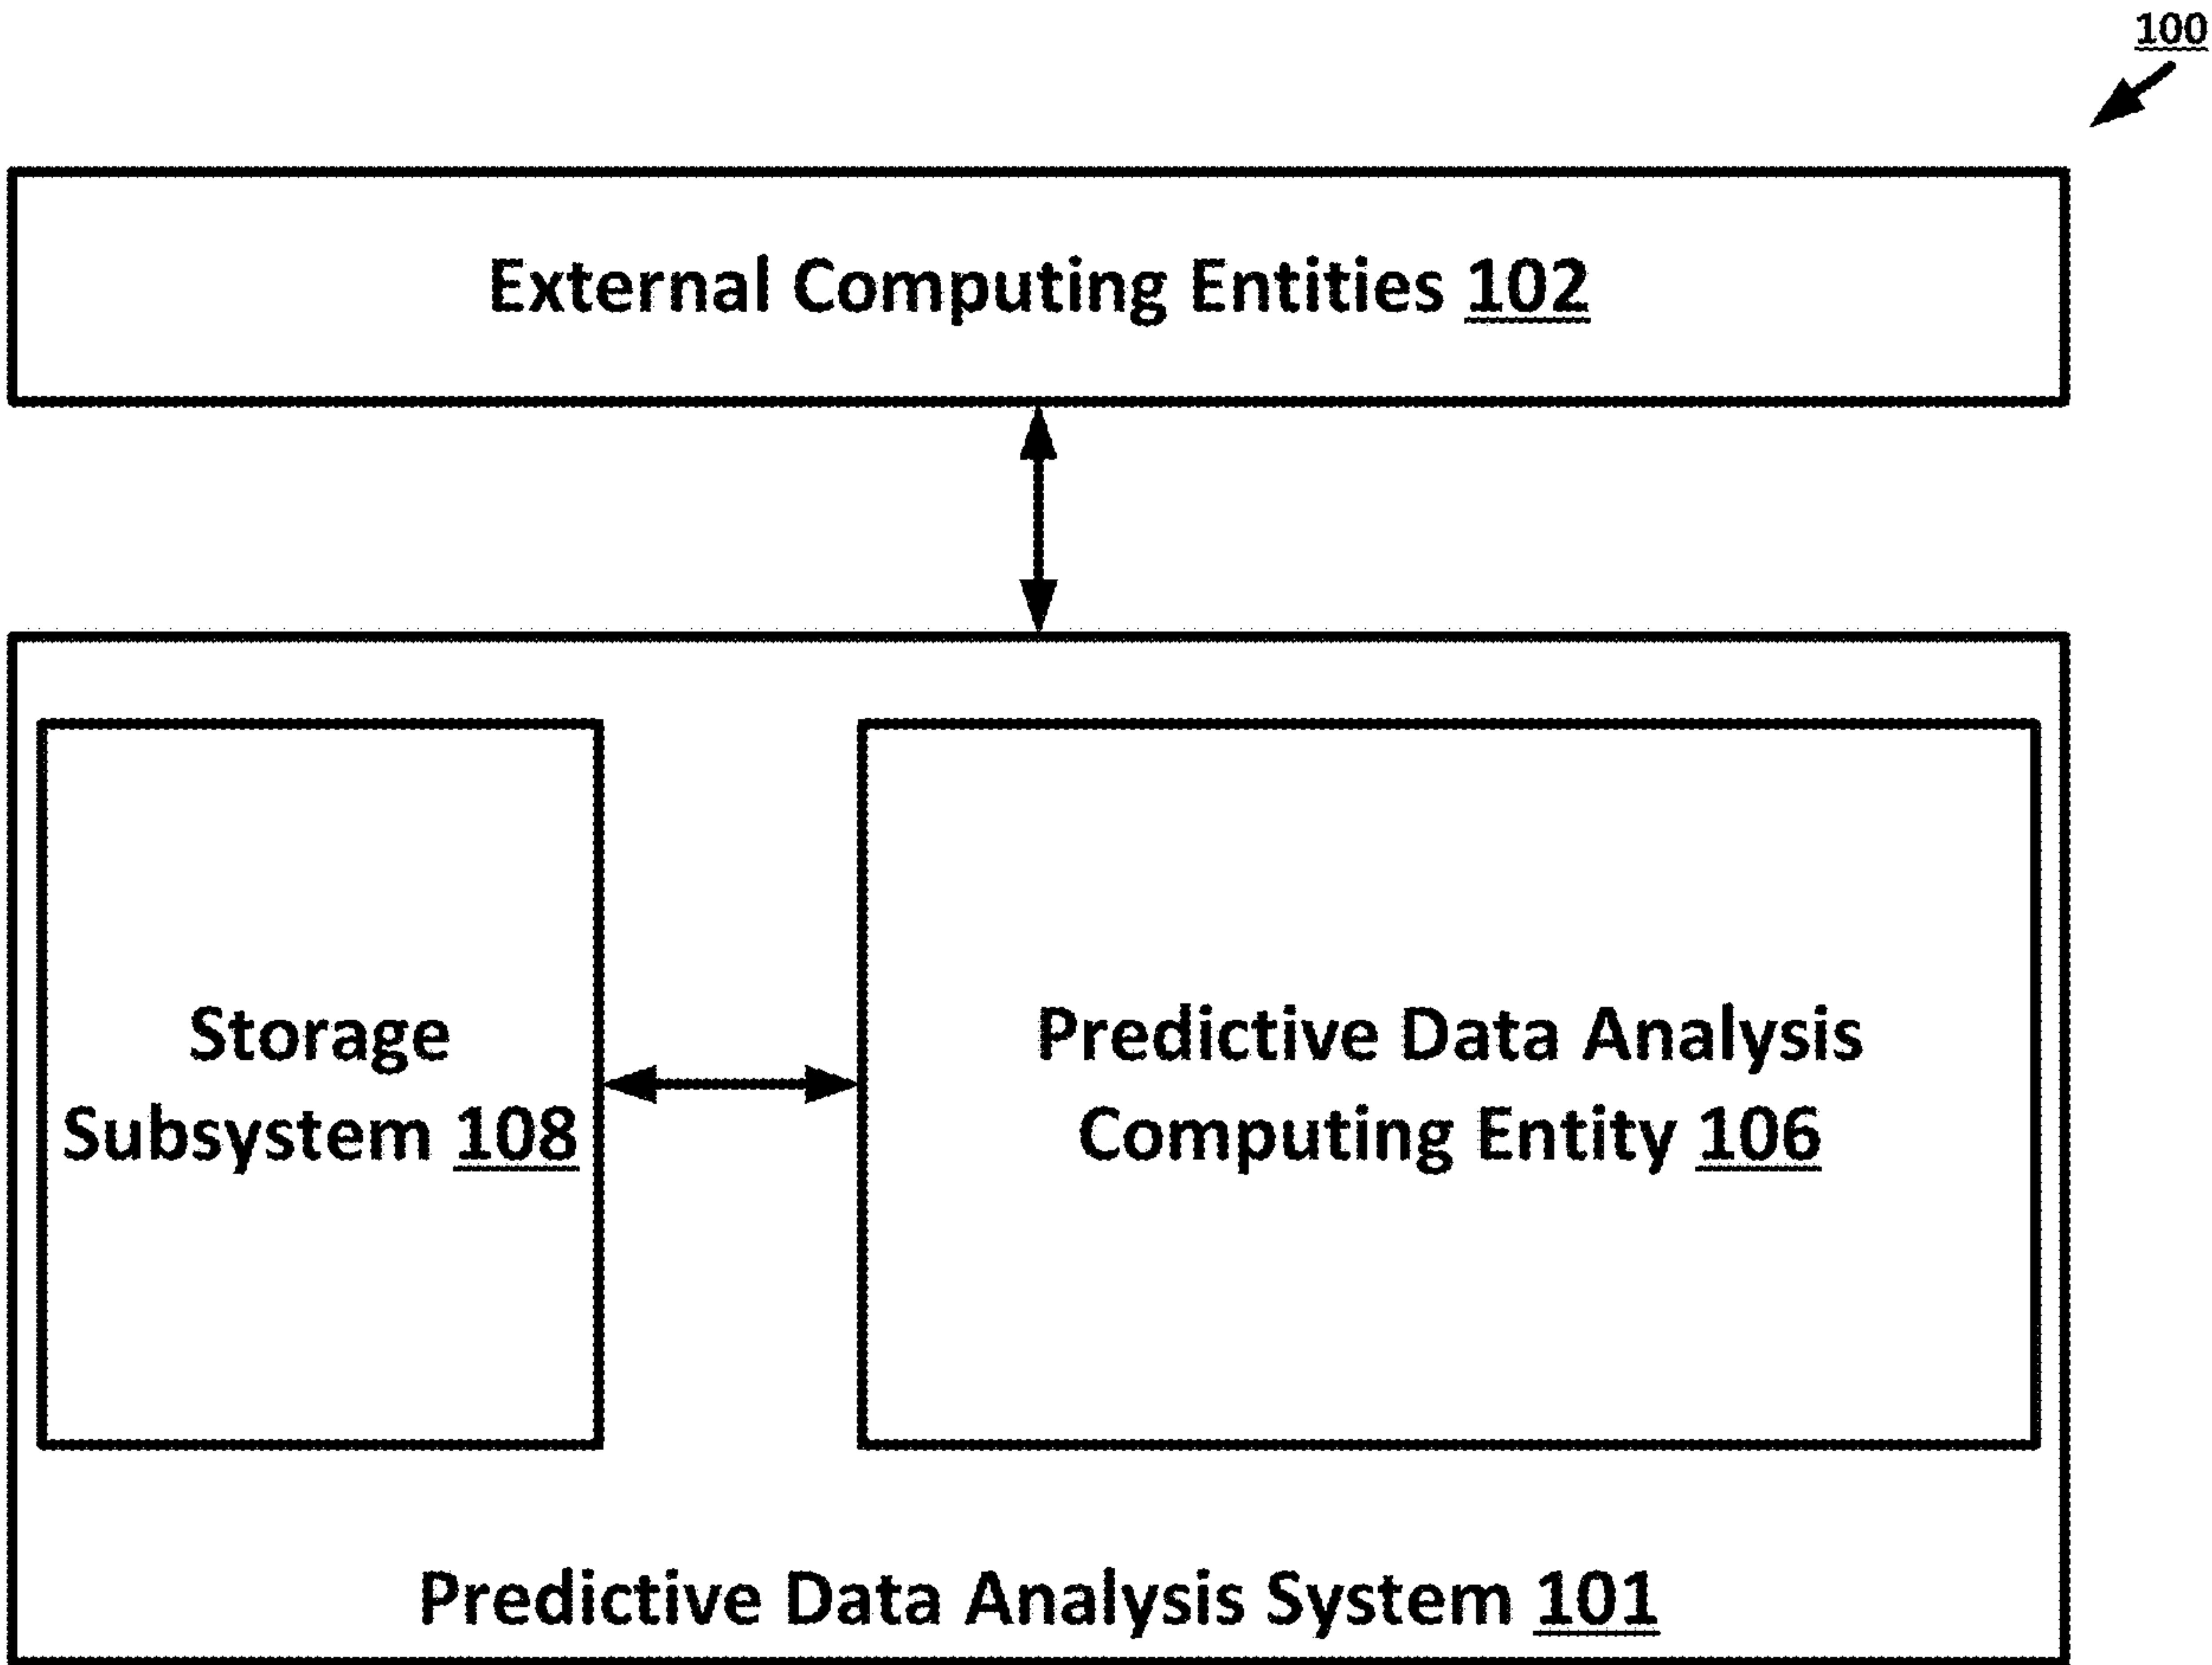 100
External Computing Entities 102
Storage
Subsystem 108
Predictive Data Analysis
Computing Entity 106
Predictive Data Analysis System 101